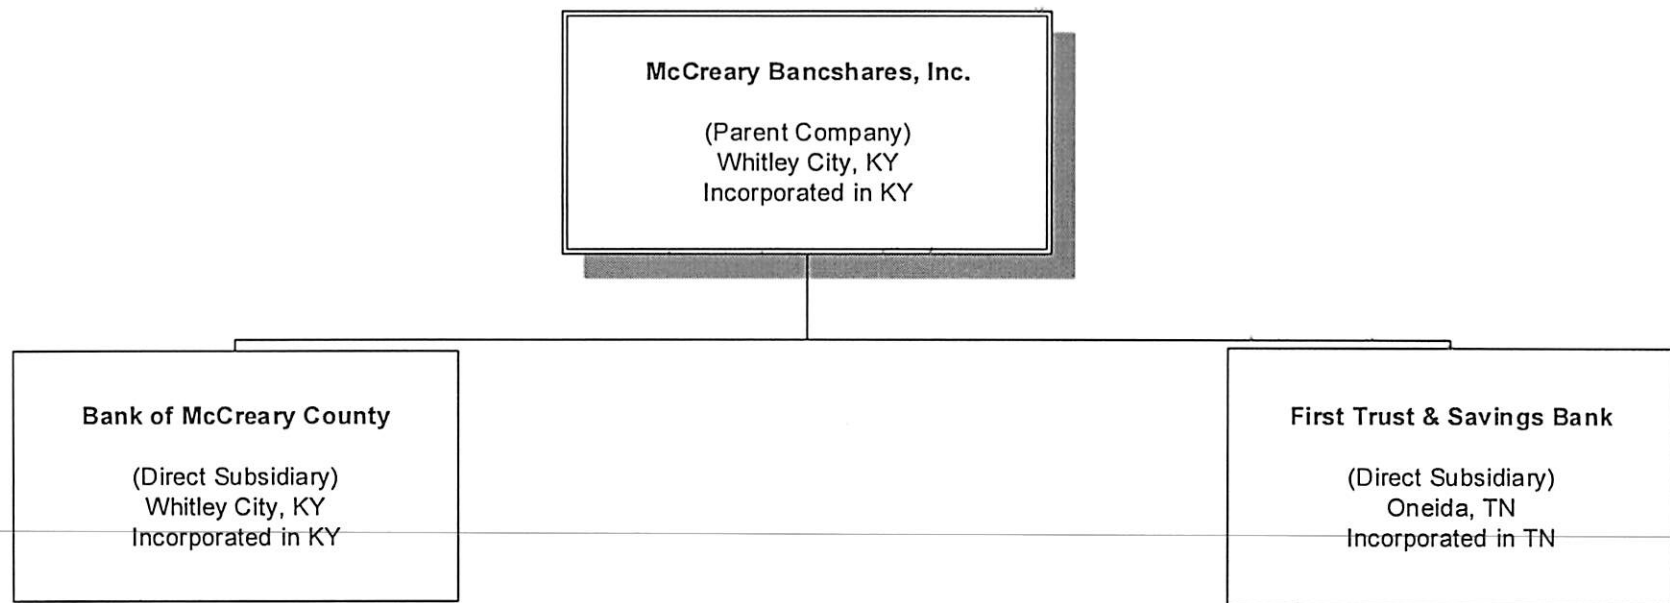 McCreary Bancshares, Inc.
(Parent Company)
Whitley City, KY
Incorporated in KY
Bank of McCreary County
(Direct Subsidiary)
Whitley City, KY
Incorporated in KY
First Trust & Savings Bank
(Direct Subsidiary)
Oneida, TN
Incorporated in TN